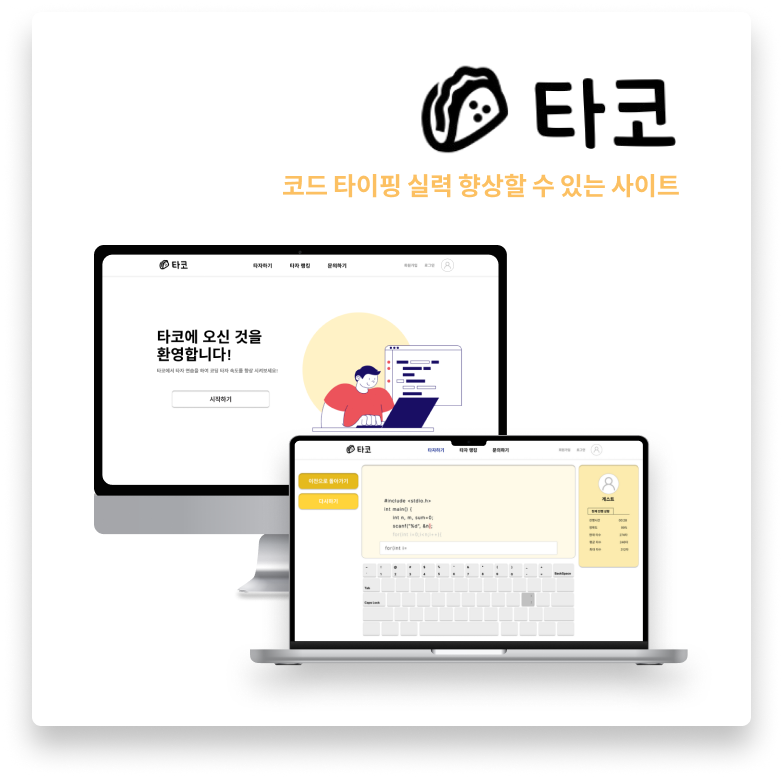 타코
코드 타이핑 실력 향상할 수 있는 사이트
타코
타자하기 타자 랭킹 문의하기
회원가입 로그인
타코에 오신 것을
환영합니다!
타코에서 타자 연습을 하여 코딩 타자 속도를 향상 시켜보세요!
시작하기
타코
타자하기 타자 랭킹 문의하기
회원가입 로그인
이전으로 돌아가기
다시하기
#include <stdio.h>
int main() {
int n, m, sum=0;
scanf("%d", &n);
for(int i=
게스트
BackSpace
Tab
Caps Lock